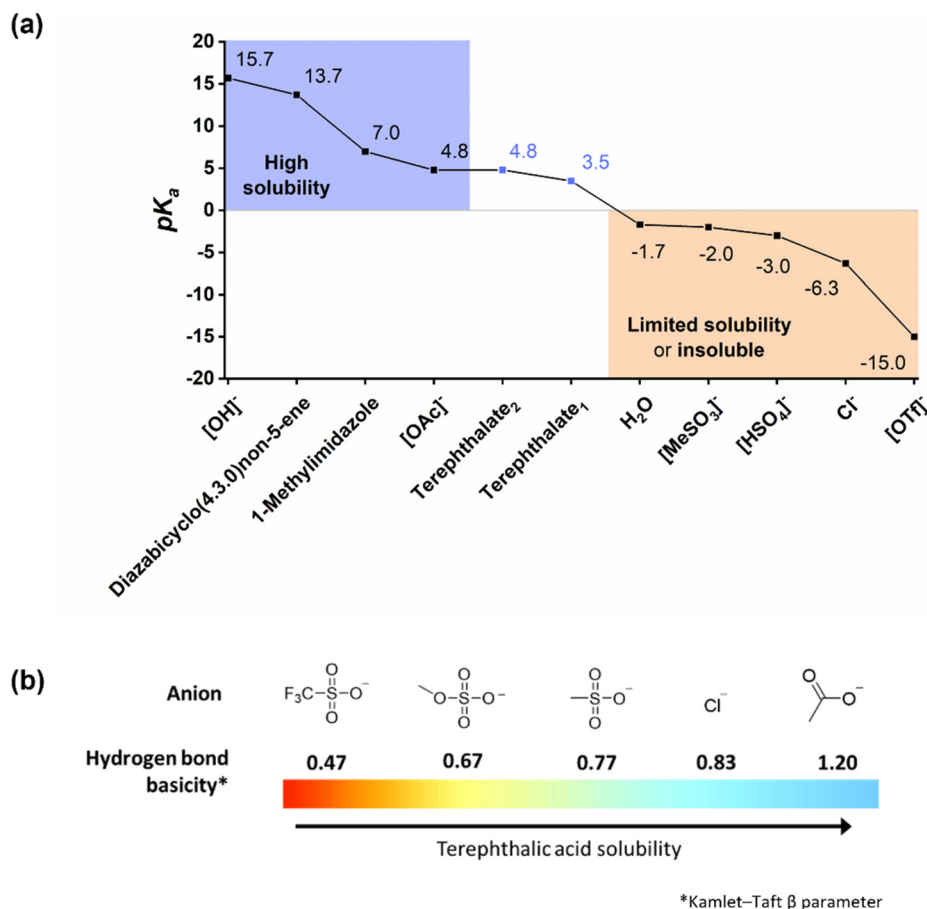 (a)
20
15
10
5
0
-5
-10
-15
-20
pKa
15.7
13.7
7.0
4.8
4.8
3.5
-1.7
-2.0
-3.0
-6.3
-15.0
High
solubility
Limited solubility
or insoluble
[OH]⁻
Diazabicyclo(4.3.0)non-5-ene
1-Methylimidazole
[OAc]⁻
Terephthalate₂
Terephthalate₁
H₂O
[MeSO₃]⁻
[HSO₄]⁻
Cl⁻
[OTf]⁻
(b)
Anion
F₃C-S-O⁻
O
O
O-S-O⁻
O
O
S-O⁻
O
O
Cl⁻
O
O⁻
Hydrogen bond
basicity*
0.47 0.67 0.77 0.83 1.20
Terephthalic acid solubility
*Kamlet–Taft β parameter